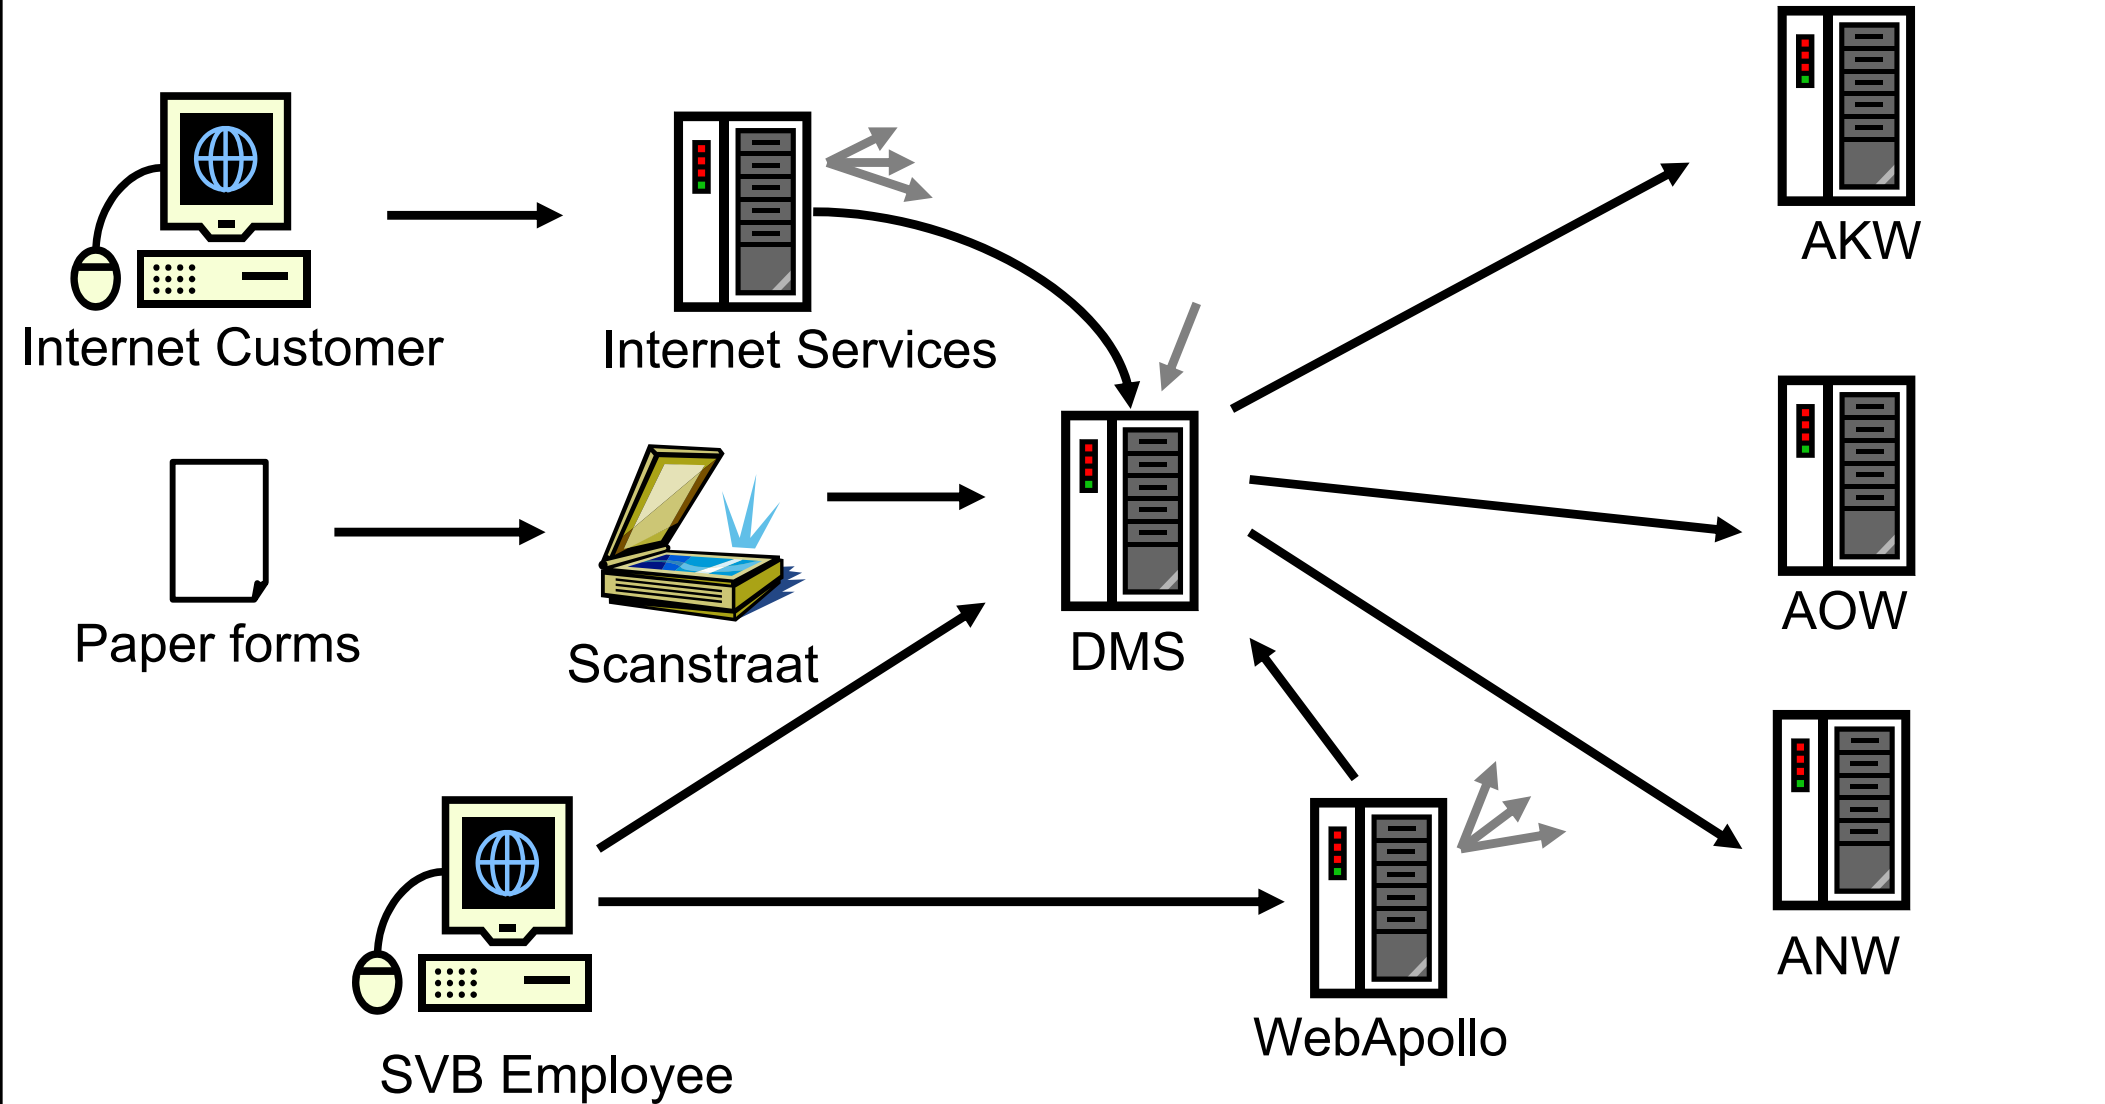 AKW
Internet Customer
Internet Services
AOW
Paper forms
Scanstraat
DMS
ANW
WebApollo
SVB Employee